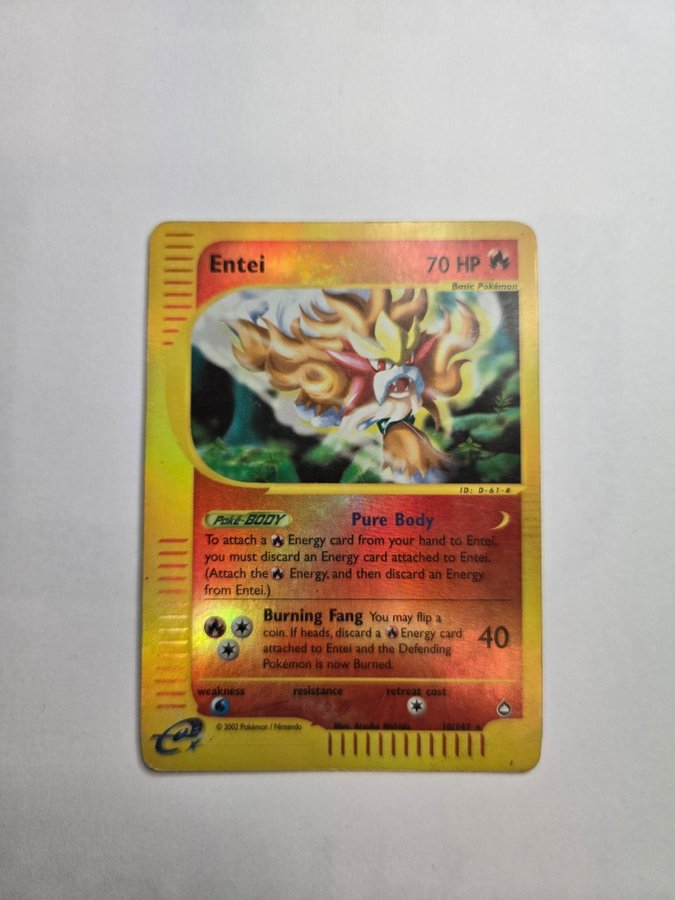 Entei 70 HP
Basic Pokémon
ID: D-61-#
Poké-BODY Pure Body
To attach a Energy card from your hand to Entei,
you must discard an Energy card attached to Entei.
(Attach the Energy, and then discard an Energy
from Entei.)
Burning Fang You may flip a
coin. If heads, discard a Energy card
attached to Entei and the Defending
Pokémon is now Burned.
40
weakness resistance retreat cost
© 2002 Pokémon / Nintendo
Illus. Atsuko Nishida
10/147 ★